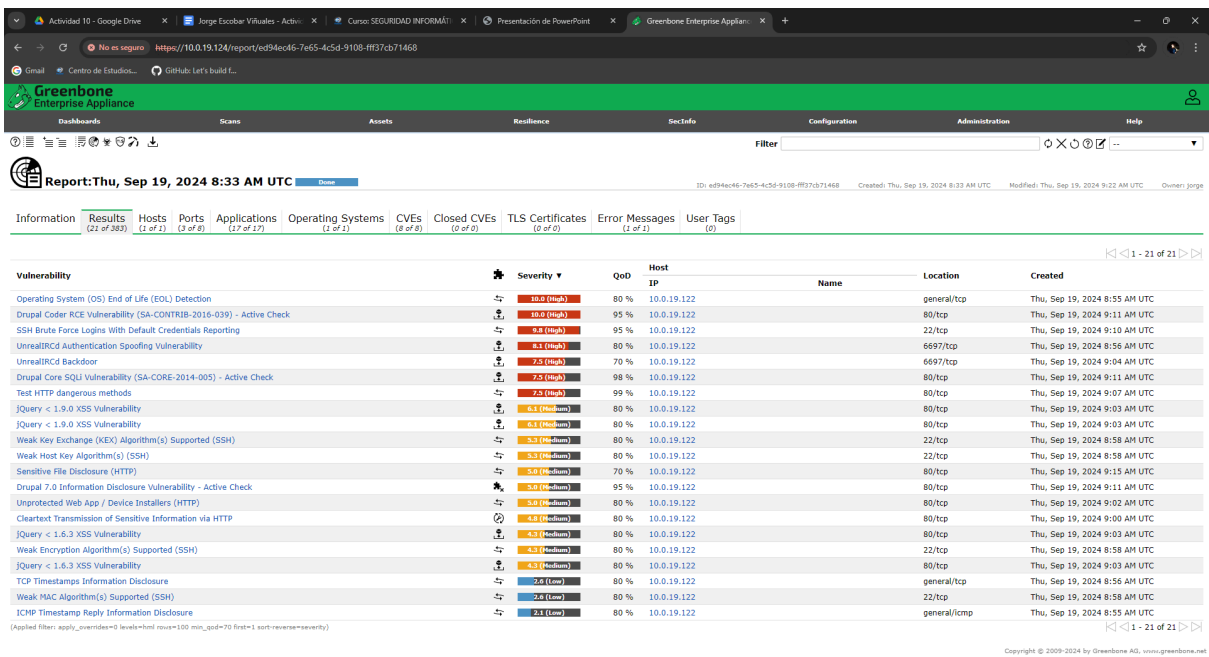 Actividad 10 - Google Drive
Jorge Escobar Viñuales - Activic
Curso: SEGURIDAD INFORMÁTI
Presentación de PowerPoint
Greenbone Enterprise Applianc
No es seguro https://10.0.19.124/report/ed94ec46-7e65-4c5d-9108-fff37cb71468
Gmail Centro de Estudios... GitHub: Let's build f...
Greenbone
Enterprise Appliance
Dashboards Scans Assets Resilience SecInfo Configuration Administration Help
Filter --
Report:Thu, Sep 19, 2024 8:33 AM UTC Done ID: ed94ec46-7e65-4c5d-9108-fff37cb71468 Created: Thu, Sep 19, 2024 8:33 AM UTC Modified: Thu, Sep 19, 2024 9:22 AM UTC Owner: jorge
Information Results Hosts Ports Applications Operating Systems CVEs Closed CVEs TLS Certificates Error Messages User Tags
(21 of 383) (1 of 1) (3 of 8) (17 of 17) (1 of 1) (8 of 8) (0 of 0) (0 of 0) (1 of 1) (0)
1 - 21 of 21
Vulnerability Severity ▼ QoD Host Location Created
IP Name
Operating System (OS) End of Life (EOL) Detection 10.0 (High) 80 % 10.0.19.122 general/tcp Thu, Sep 19, 2024 8:55 AM UTC
Drupal Coder RCE Vulnerability (SA-CONTRIB-2016-039) - Active Check 10.0 (High) 95 % 10.0.19.122 80/tcp Thu, Sep 19, 2024 9:11 AM UTC
SSH Brute Force Logins With Default Credentials Reporting 9.8 (High) 95 % 10.0.19.122 22/tcp Thu, Sep 19, 2024 9:10 AM UTC
UnrealIRCd Authentication Spoofing Vulnerability 8.1 (High) 80 % 10.0.19.122 6697/tcp Thu, Sep 19, 2024 8:56 AM UTC
UnrealIRCd Backdoor 7.5 (High) 70 % 10.0.19.122 6697/tcp Thu, Sep 19, 2024 9:04 AM UTC
Drupal Core SQLi Vulnerability (SA-CORE-2014-005) - Active Check 7.5 (High) 98 % 10.0.19.122 80/tcp Thu, Sep 19, 2024 9:11 AM UTC
Test HTTP dangerous methods 7.5 (High) 99 % 10.0.19.122 80/tcp Thu, Sep 19, 2024 9:07 AM UTC
jQuery < 1.9.0 XSS Vulnerability 6.1 (Medium) 80 % 10.0.19.122 80/tcp Thu, Sep 19, 2024 9:03 AM UTC
jQuery < 1.9.0 XSS Vulnerability 6.1 (Medium) 80 % 10.0.19.122 80/tcp Thu, Sep 19, 2024 9:03 AM UTC
Weak Key Exchange (KEX) Algorithm(s) Supported (SSH) 5.3 (Medium) 80 % 10.0.19.122 22/tcp Thu, Sep 19, 2024 8:58 AM UTC
Weak Host Key Algorithm(s) (SSH) 5.3 (Medium) 80 % 10.0.19.122 22/tcp Thu, Sep 19, 2024 8:58 AM UTC
Sensitive File Disclosure (HTTP) 5.0 (Medium) 70 % 10.0.19.122 80/tcp Thu, Sep 19, 2024 9:15 AM UTC
Drupal 7.0 Information Disclosure Vulnerability - Active Check 5.0 (Medium) 95 % 10.0.19.122 80/tcp Thu, Sep 19, 2024 9:11 AM UTC
Unprotected Web App / Device Installers (HTTP) 5.0 (Medium) 80 % 10.0.19.122 80/tcp Thu, Sep 19, 2024 9:02 AM UTC
Cleartext Transmission of Sensitive Information via HTTP 4.8 (Medium) 80 % 10.0.19.122 80/tcp Thu, Sep 19, 2024 9:00 AM UTC
jQuery < 1.6.3 XSS Vulnerability 4.3 (Medium) 80 % 10.0.19.122 80/tcp Thu, Sep 19, 2024 9:03 AM UTC
Weak Encryption Algorithm(s) Supported (SSH) 4.3 (Medium) 80 % 10.0.19.122 22/tcp Thu, Sep 19, 2024 8:58 AM UTC
jQuery < 1.6.3 XSS Vulnerability 4.3 (Medium) 80 % 10.0.19.122 80/tcp Thu, Sep 19, 2024 9:03 AM UTC
TCP Timestamps Information Disclosure 2.6 (Low) 80 % 10.0.19.122 general/tcp Thu, Sep 19, 2024 8:56 AM UTC
Weak MAC Algorithm(s) Supported (SSH) 2.6 (Low) 80 % 10.0.19.122 22/tcp Thu, Sep 19, 2024 8:58 AM UTC
ICMP Timestamp Reply Information Disclosure 2.1 (Low) 80 % 10.0.19.122 general/icmp Thu, Sep 19, 2024 8:55 AM UTC
(Applied filter: apply_overrides=0 levels=hml rows=100 min_qod=70 first=1 sort-reverse=severity) 1 - 21 of 21
Copyright © 2009-2024 by Greenbone AG, www.greenbone.net